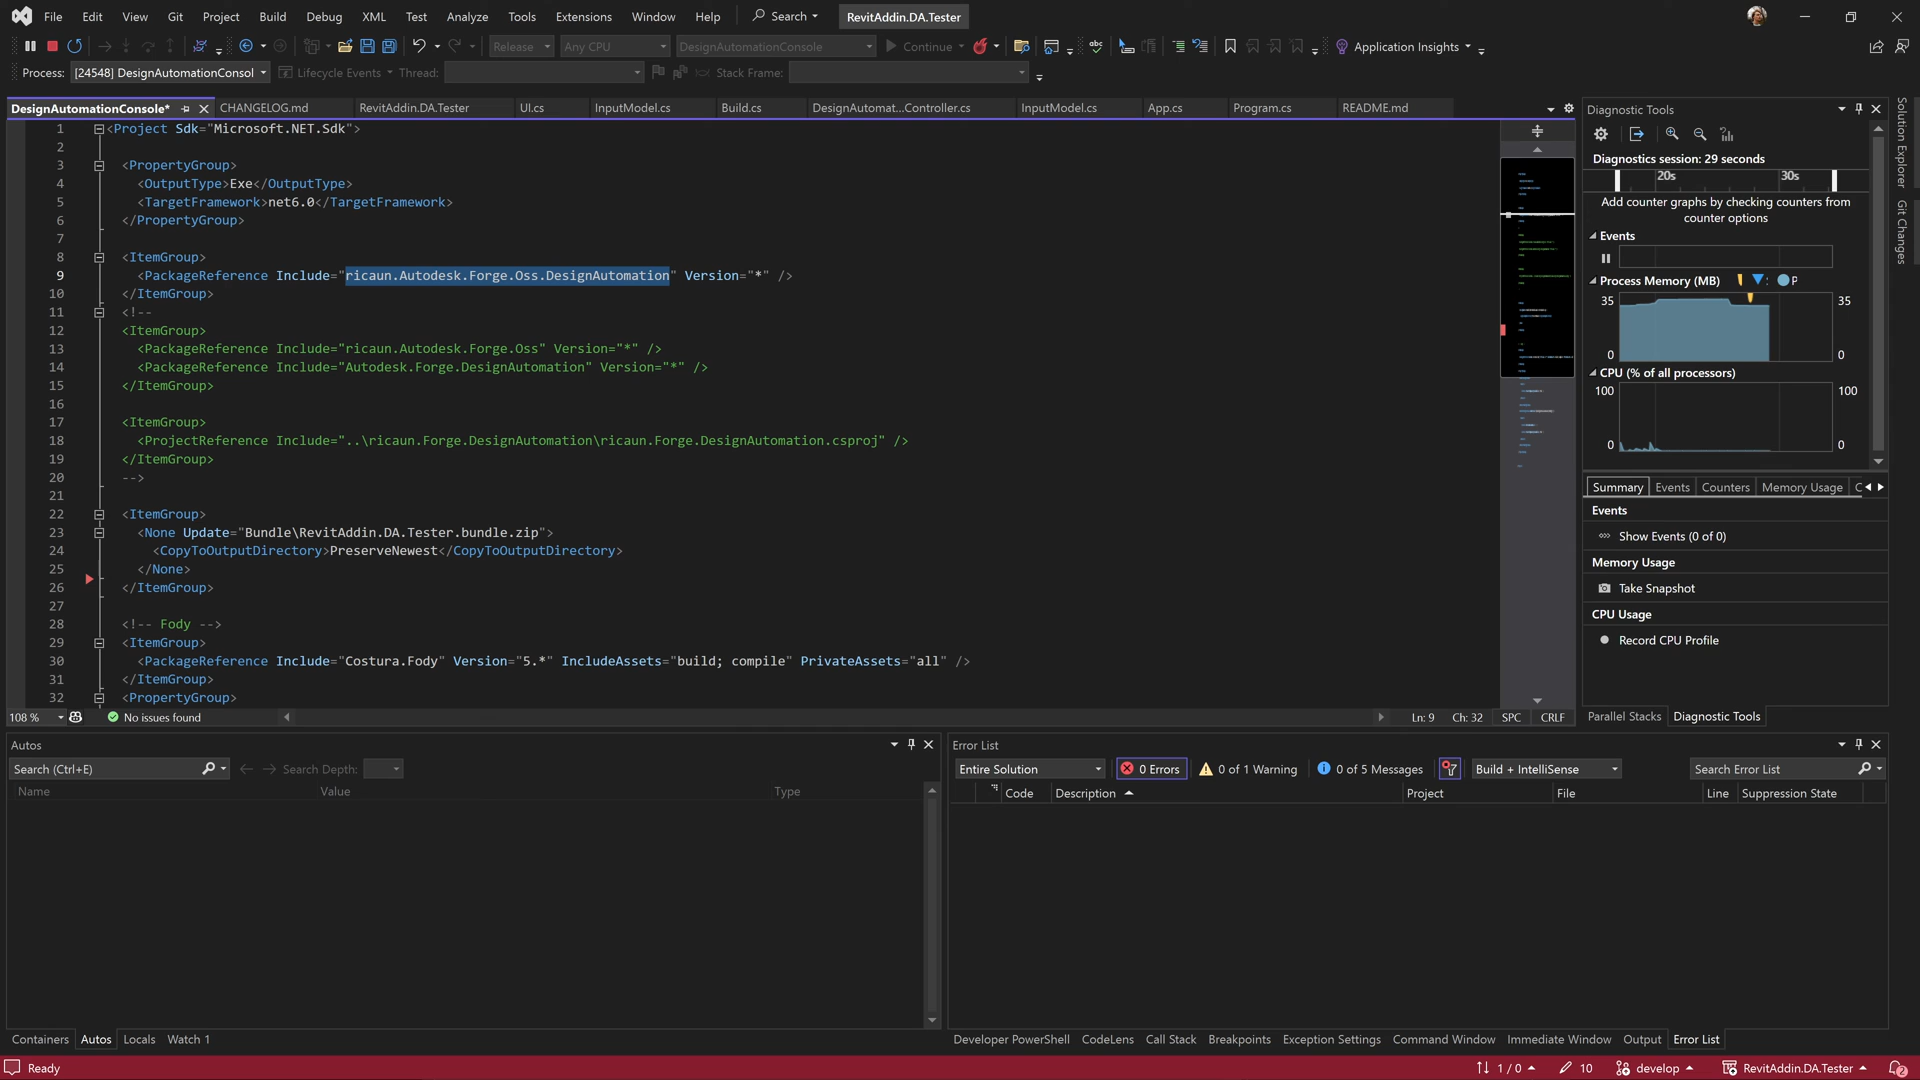 File Edit View Git Project Build Debug XML Test Analyze Tools Extensions Window Help Search RevitAddin.DA.Tester
Release Any CPU DesignAutomationConsole Continue Application Insights
Process: [24548] DesignAutomationConsol Lifecycle Events Thread: Stack Frame:
DesignAutomationConsole* CHANGELOG.md RevitAddin.DA.Tester UI.cs InputModel.cs Build.cs DesignAutomat...Controller.cs InputModel.cs App.cs Program.cs README.md
1 <Project Sdk="Microsoft.NET.Sdk">
2
3 <PropertyGroup>
4 <OutputType>Exe</OutputType>
5 <TargetFramework>net6.0</TargetFramework>
6 </PropertyGroup>
7
8 <ItemGroup>
9 <PackageReference Include="ricaun.Autodesk.Forge.Oss.DesignAutomation" Version="*" />
10 </ItemGroup>
11 <!--
12 <ItemGroup>
13 <PackageReference Include="ricaun.Autodesk.Forge.Oss" Version="*" />
14 <PackageReference Include="Autodesk.Forge.DesignAutomation" Version="*" />
15 </ItemGroup>
16
17 <ItemGroup>
18 <ProjectReference Include="..\ricaun.Forge.DesignAutomation\ricaun.Forge.DesignAutomation.csproj" />
19 </ItemGroup>
20 -->
21
22 <ItemGroup>
23 <None Update="Bundle\RevitAddin.DA.Tester.bundle.zip">
24 <CopyToOutputDirectory>PreserveNewest</CopyToOutputDirectory>
25 </None>
26 </ItemGroup>
27
28 <!-- Fody -->
29 <ItemGroup>
30 <PackageReference Include="Costura.Fody" Version="5.*" IncludeAssets="build; compile" PrivateAssets="all" />
31 </ItemGroup>
32 <PropertyGroup>
108 % No issues found Ln: 9 Ch: 32 SPC CRLF
Diagnostic Tools
Diagnostics session: 29 seconds
20s 30s
Add counter graphs by checking counters from
counter options
Events
Process Memory (MB) P
35 35
0 0
CPU (% of all processors)
100 100
0 0
Summary Events Counters Memory Usage C
Events
Show Events (0 of 0)
Memory Usage
Take Snapshot
CPU Usage
Record CPU Profile
Parallel Stacks Diagnostic Tools
Solution Explorer
Git Changes
Autos
Search (Ctrl+E) Search Depth:
Name Value Type
Containers Autos Locals Watch 1
Error List
Entire Solution 0 Errors 0 of 1 Warning 0 of 5 Messages Build + IntelliSense Search Error List
Code Description Project File Line Suppression State
Developer PowerShell CodeLens Call Stack Breakpoints Exception Settings Command Window Immediate Window Output Error List
Ready 1 / 0 10 develop RevitAddin.DA.Tester 2